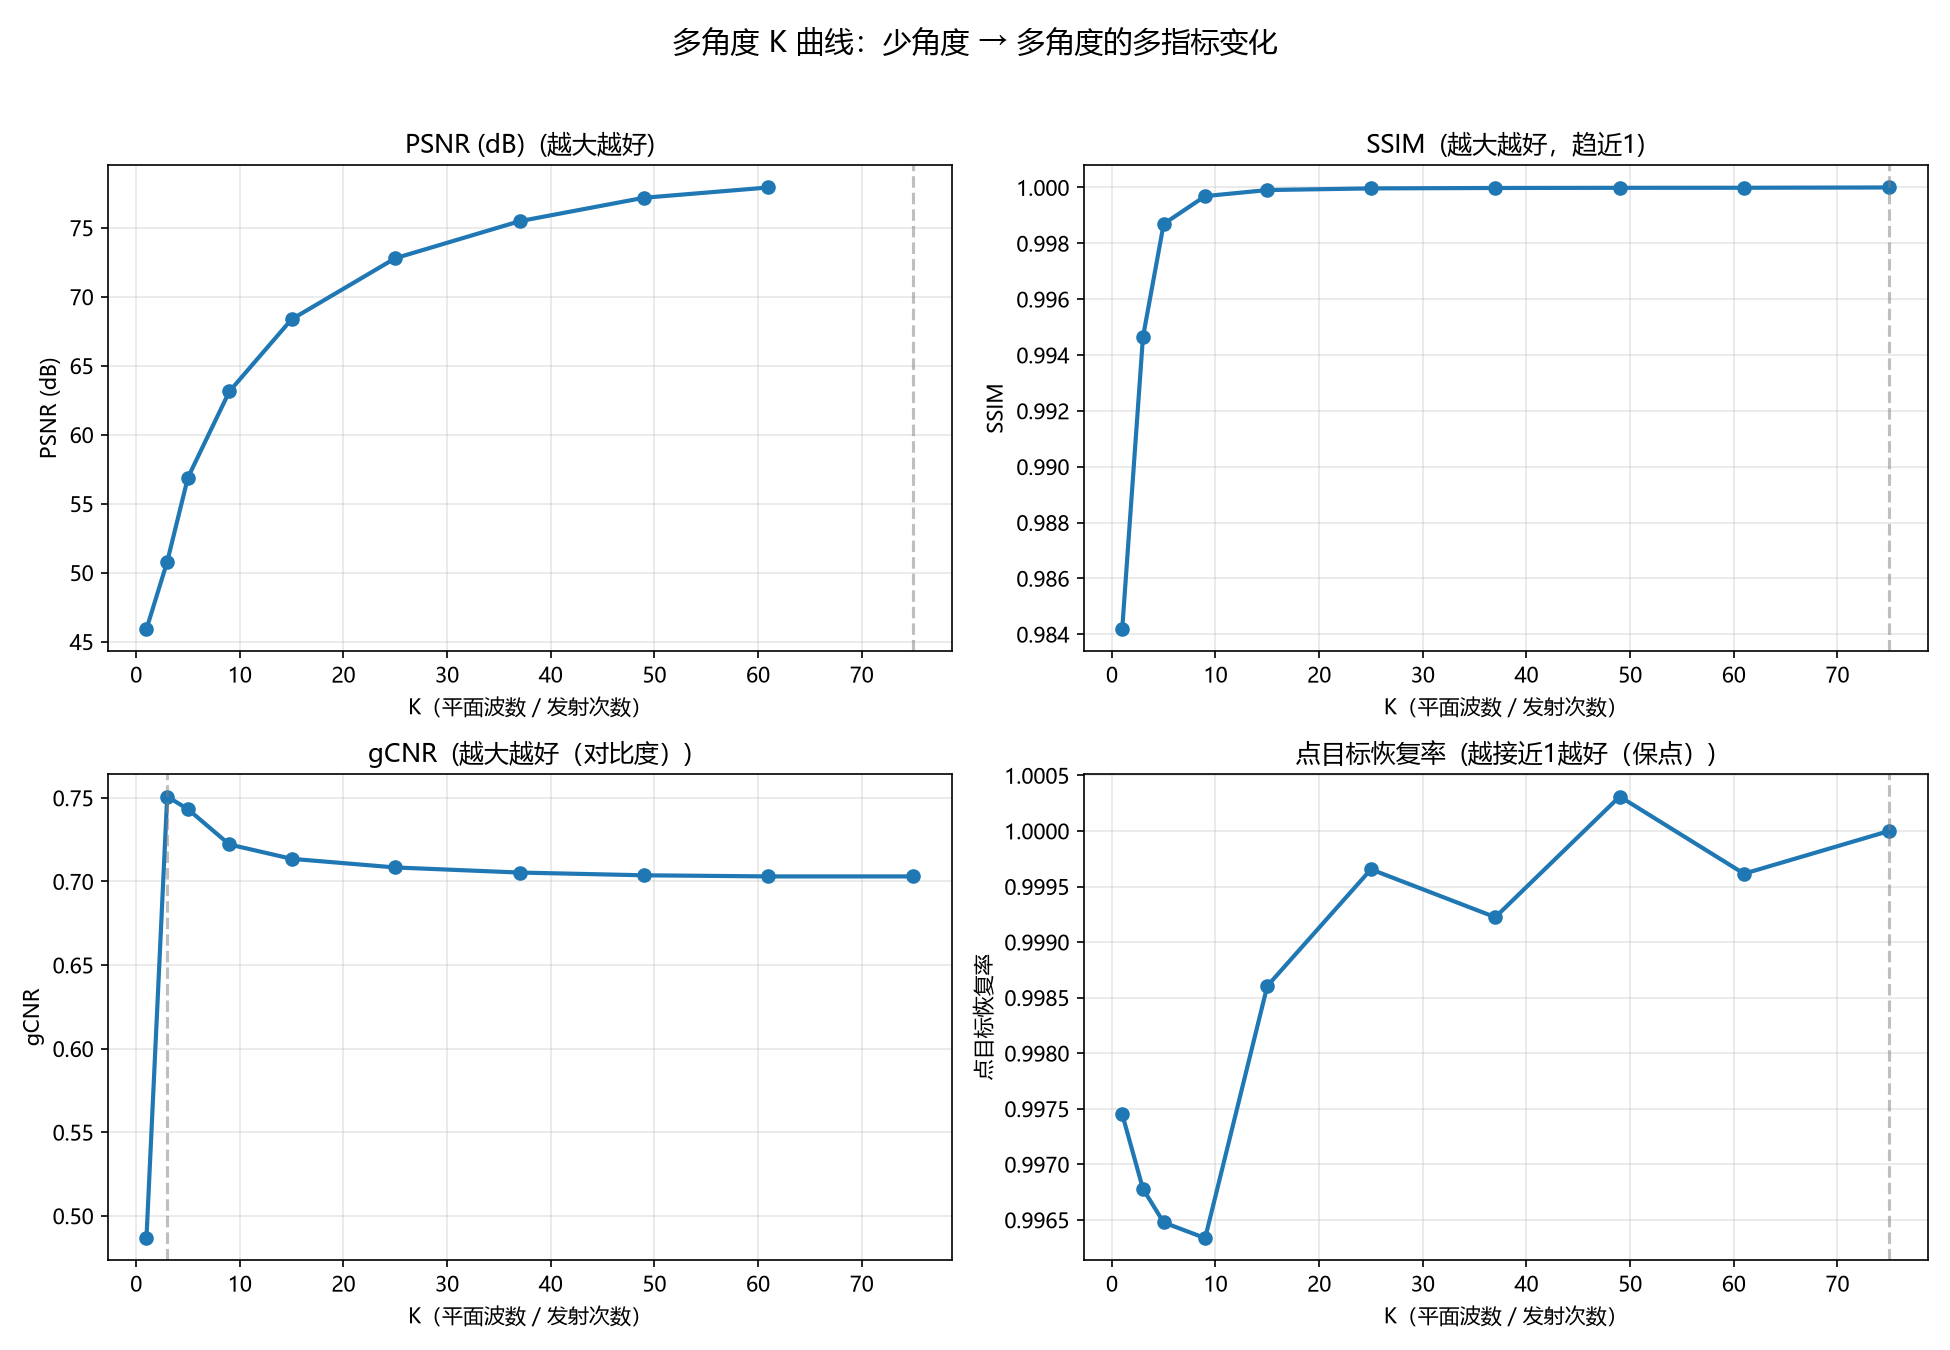 多角度 K 曲线：少角度 → 多角度的多指标变化
PSNR (dB)  (越大越好)
PSNR (dB)
75
70
65
60
55
50
45
0 10 20 30 40 50 60 70
K（平面波数 / 发射次数）
SSIM  (越大越好，趋近1)
SSIM
1.000
0.998
0.996
0.994
0.992
0.990
0.988
0.986
0.984
0 10 20 30 40 50 60 70
K（平面波数 / 发射次数）
gCNR  (越大越好（对比度）)
gCNR
0.75
0.70
0.65
0.60
0.55
0.50
0 10 20 30 40 50 60 70
K（平面波数 / 发射次数）
点目标恢复率  (越接近1越好（保点）)
点目标恢复率
1.0005
1.0000
0.9995
0.9990
0.9985
0.9980
0.9975
0.9970
0.9965
0 10 20 30 40 50 60 70
K（平面波数 / 发射次数）